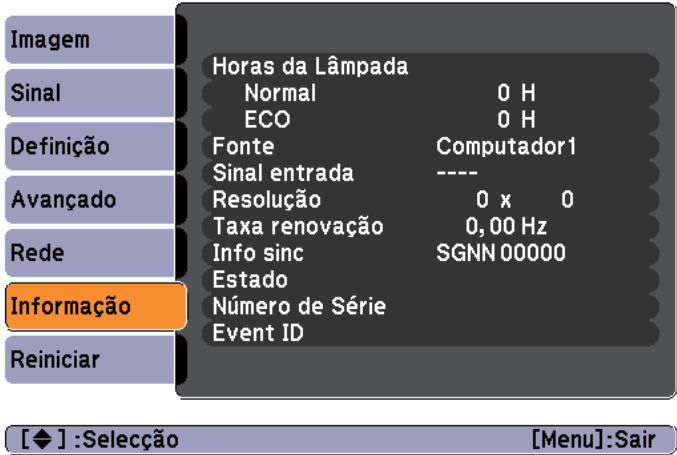 Imagem
Sinal
Definição
Avançado
Rede
Informação
Reiniciar
Horas da Lâmpada
Normal 0 H
ECO 0 H
Fonte Computador1
Sinal entrada ----
Resolução 0 x 0
Taxa renovação 0,00 Hz
Info sinc SGNN 00000
Estado
Número de Série
Event ID
[◆] :Selecção [Menu]:Sair